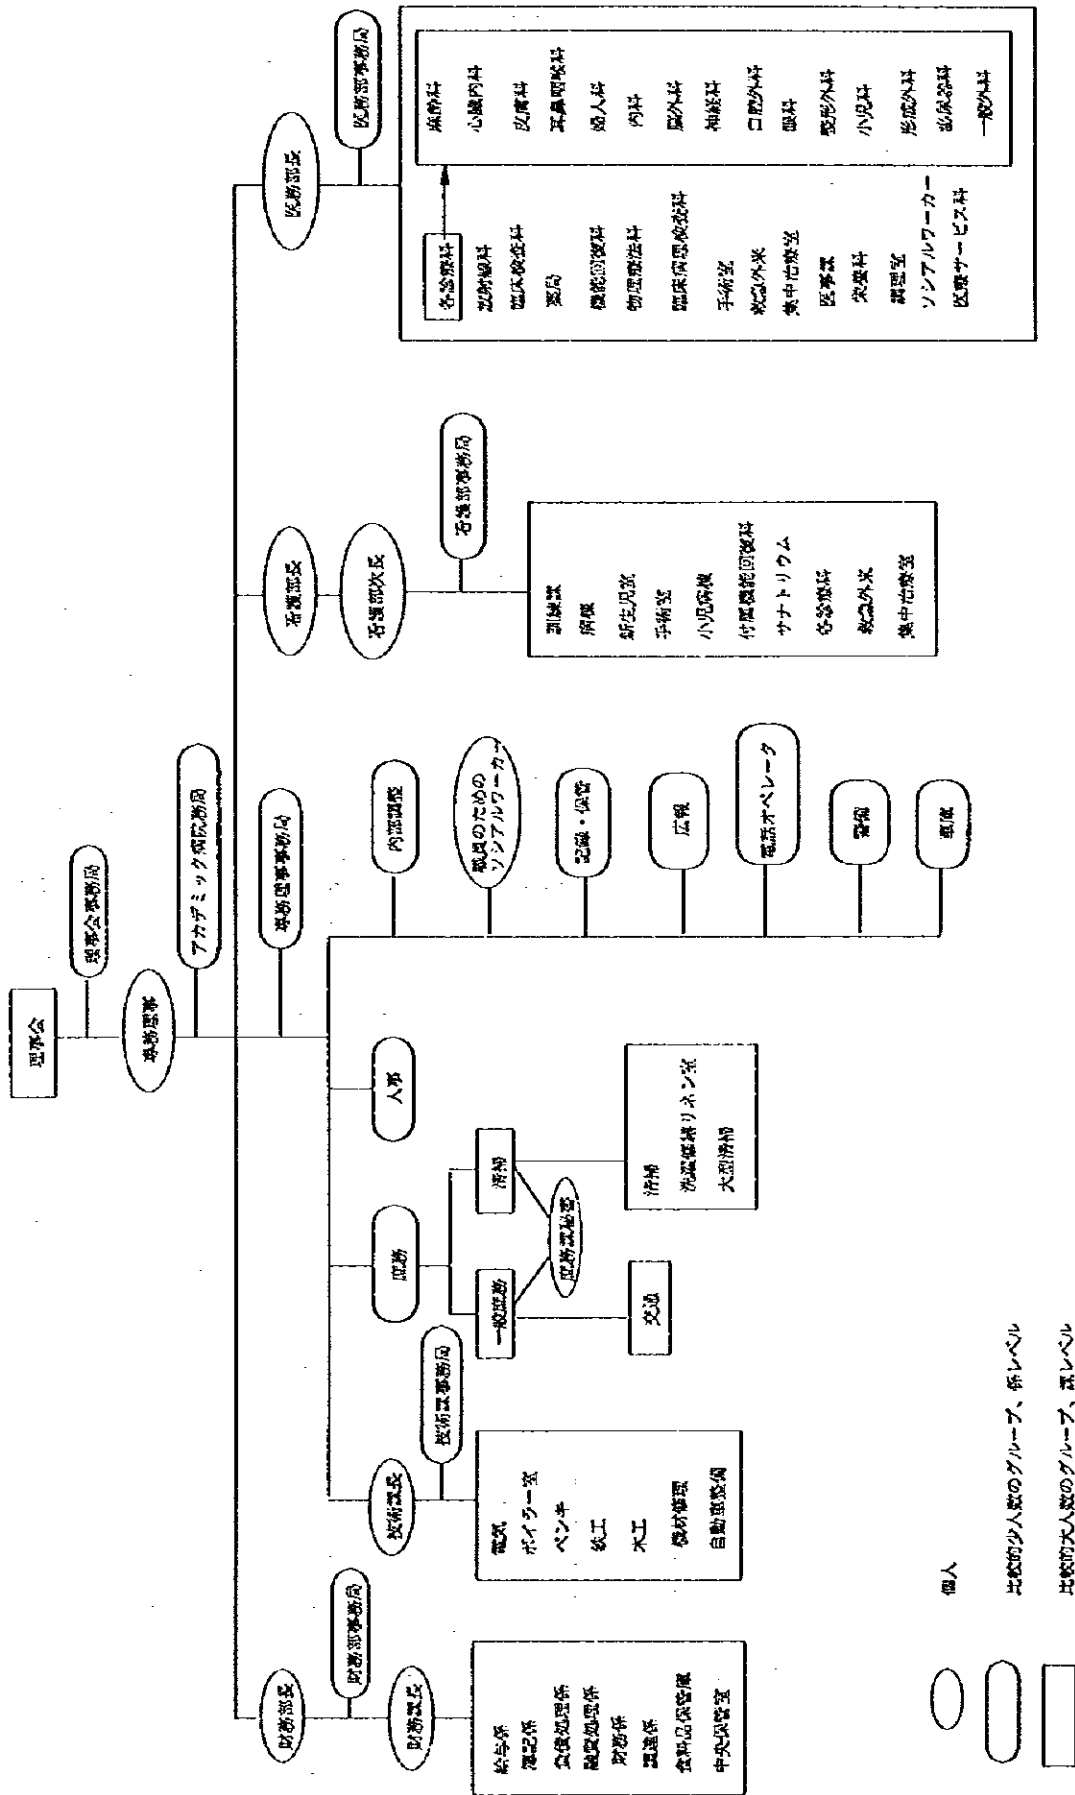 理事会
理事会事務局
専務理事
アカデミック病院務局
専務理事事務局
財務部長
財務部事務局
財務課長
給与係
簿記係
負債処理係
融資処理係
財務係
調達係
食料品保管庫
中央保管室
技術課長
技術課事務局
電気
ボイラー室
ペンキ
鉄工
木工
機材修理
自動車整備
庶務
一般庶務
清掃
庶務課秘書
交通
清掃
洗濯修繕リネン室
大型清掃
人事
内部調整
職員のための
ソシアルワーカー
記録・保管
広報
電話オペレータ
警備
車庫
看護部長
看護部次長
看護部事務局
訓練課
病棟
新生児室
手術室
小児病棟
付属機能回復科
サナトリウム
各診療科
救急外来
集中治療室
医務部長
医務部事務局
各診療科
放射線科
臨床検査科
薬局
機能回復科
物理療法科
臨床病理検査科
手術室
救急外来
集中治療室
医事課
栄養科
調理室
ソシアルワーカー
医療サービス科
麻酔科
心臓内科
皮膚科
耳鼻咽喉科
婦人科
内科
脳外科
神経科
口腔外科
眼科
整形外科
小児科
形成外科
泌尿器科
一般外科
個人
比較的少人数のグループ、係レベル
比較的大人数のグループ、課レベル